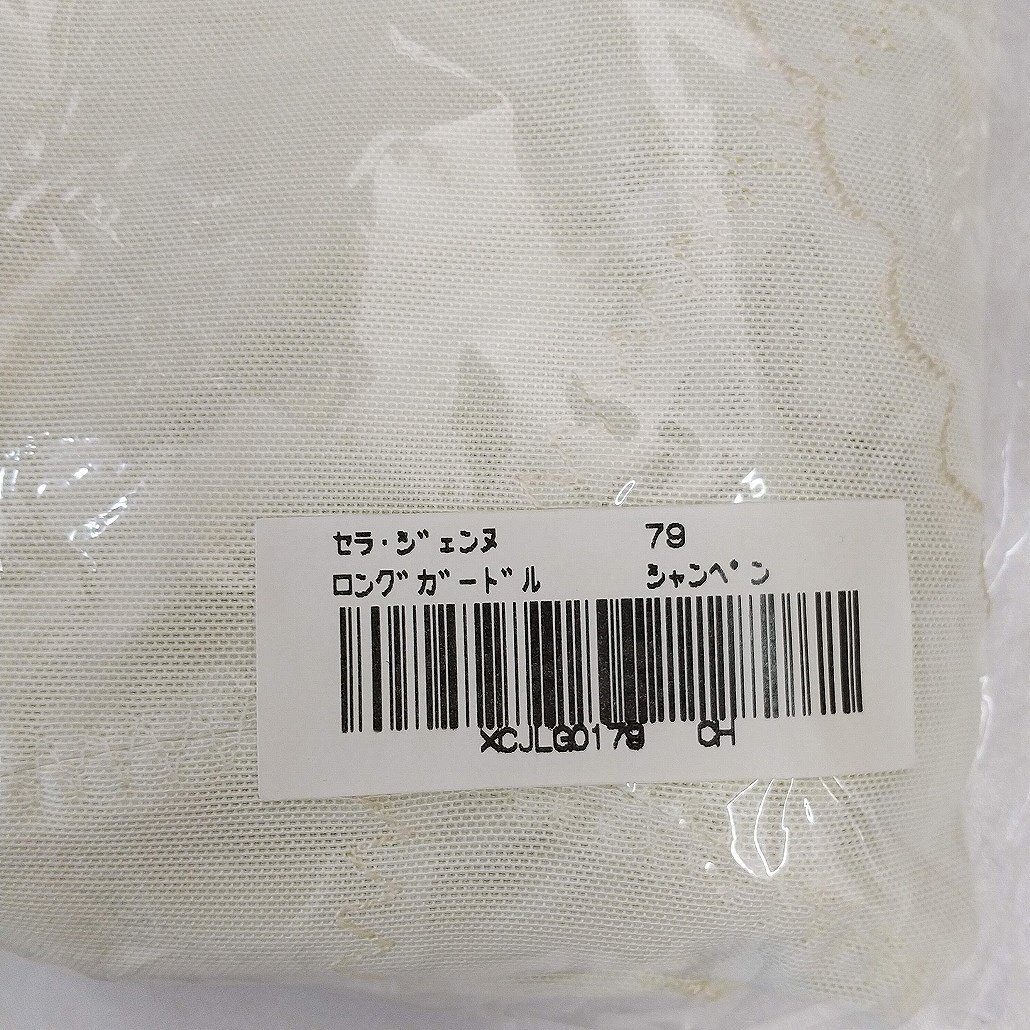 ｾﾗ･ｼﾞｪﾝﾇ 79
ﾛﾝｸﾞｶﾞｰﾄﾞﾙ ｼｬﾝﾍﾟﾝ
XCJLG0179 CH